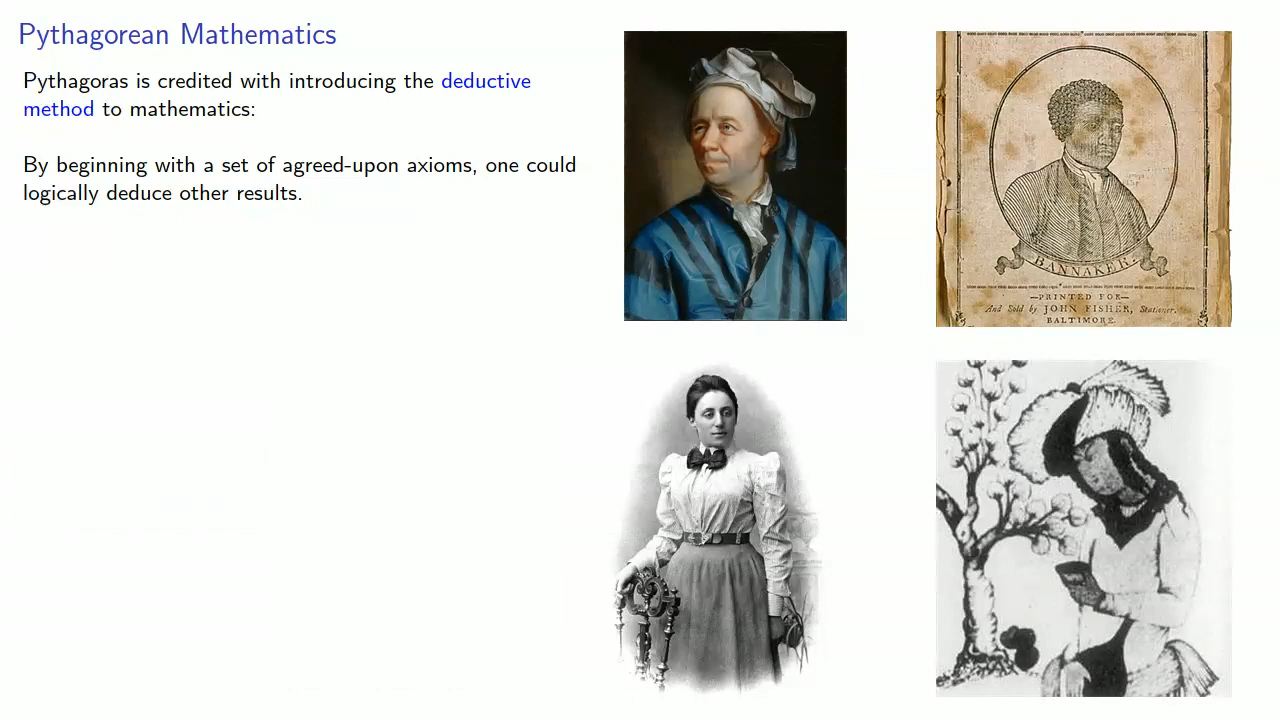 Pythagorean Mathematics
Pythagoras is credited with introducing the deductive
method to mathematics:
By beginning with a set of agreed-upon axioms, one could
logically deduce other results.
BANNAKER.
—PRINTED FOR—
And Sold by JOHN FISHER, Stationer.
BALTIMORE.